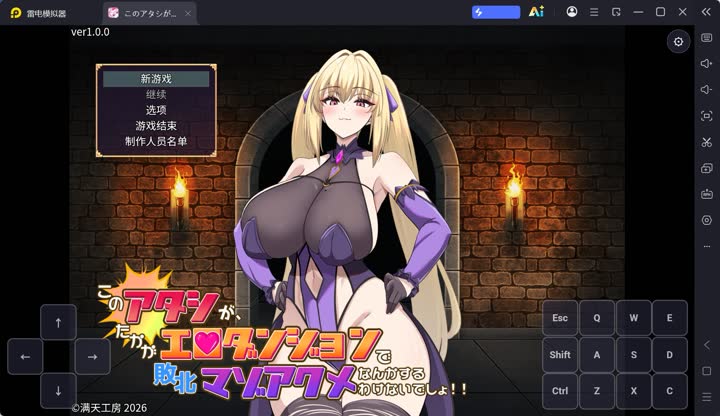 雷电模拟器
このアタシが...
ver1.0.0
新游戏
继续
选项
游戏结束
制作人员名单
このアタシが、
たかが
エロダンジョンで
敗北マゾアクメなんかする
わけないでしょ!!
©满天工房 2026
↑
←
→
↓
Esc
Q
W
E
Shift
A
S
D
Ctrl
Z
X
C